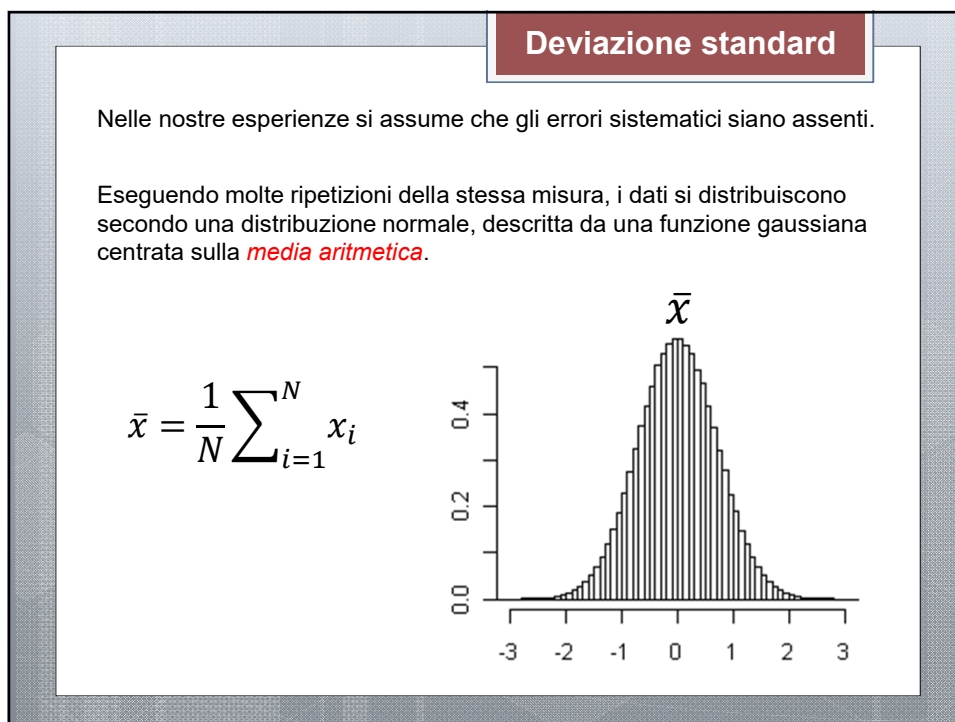 Deviazione standard
Nelle nostre esperienze si assume che gli errori sistematici siano assenti.
Eseguendo molte ripetizioni della stessa misura, i dati si distribuiscono
secondo una distribuzione normale, descritta da una funzione gaussiana
centrata sulla media aritmetica.
x̄
x̄ = 1/N ∑_{i=1}^{N} x_i
0.4
0.2
0.0
-3 -2 -1 0 1 2 3